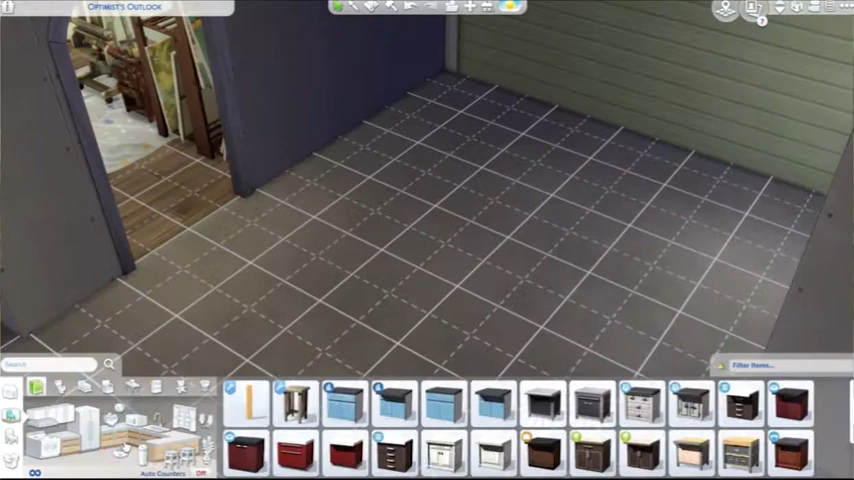 Optimist's Outlook
?
Search
Filter Items...
Auto Counters Off